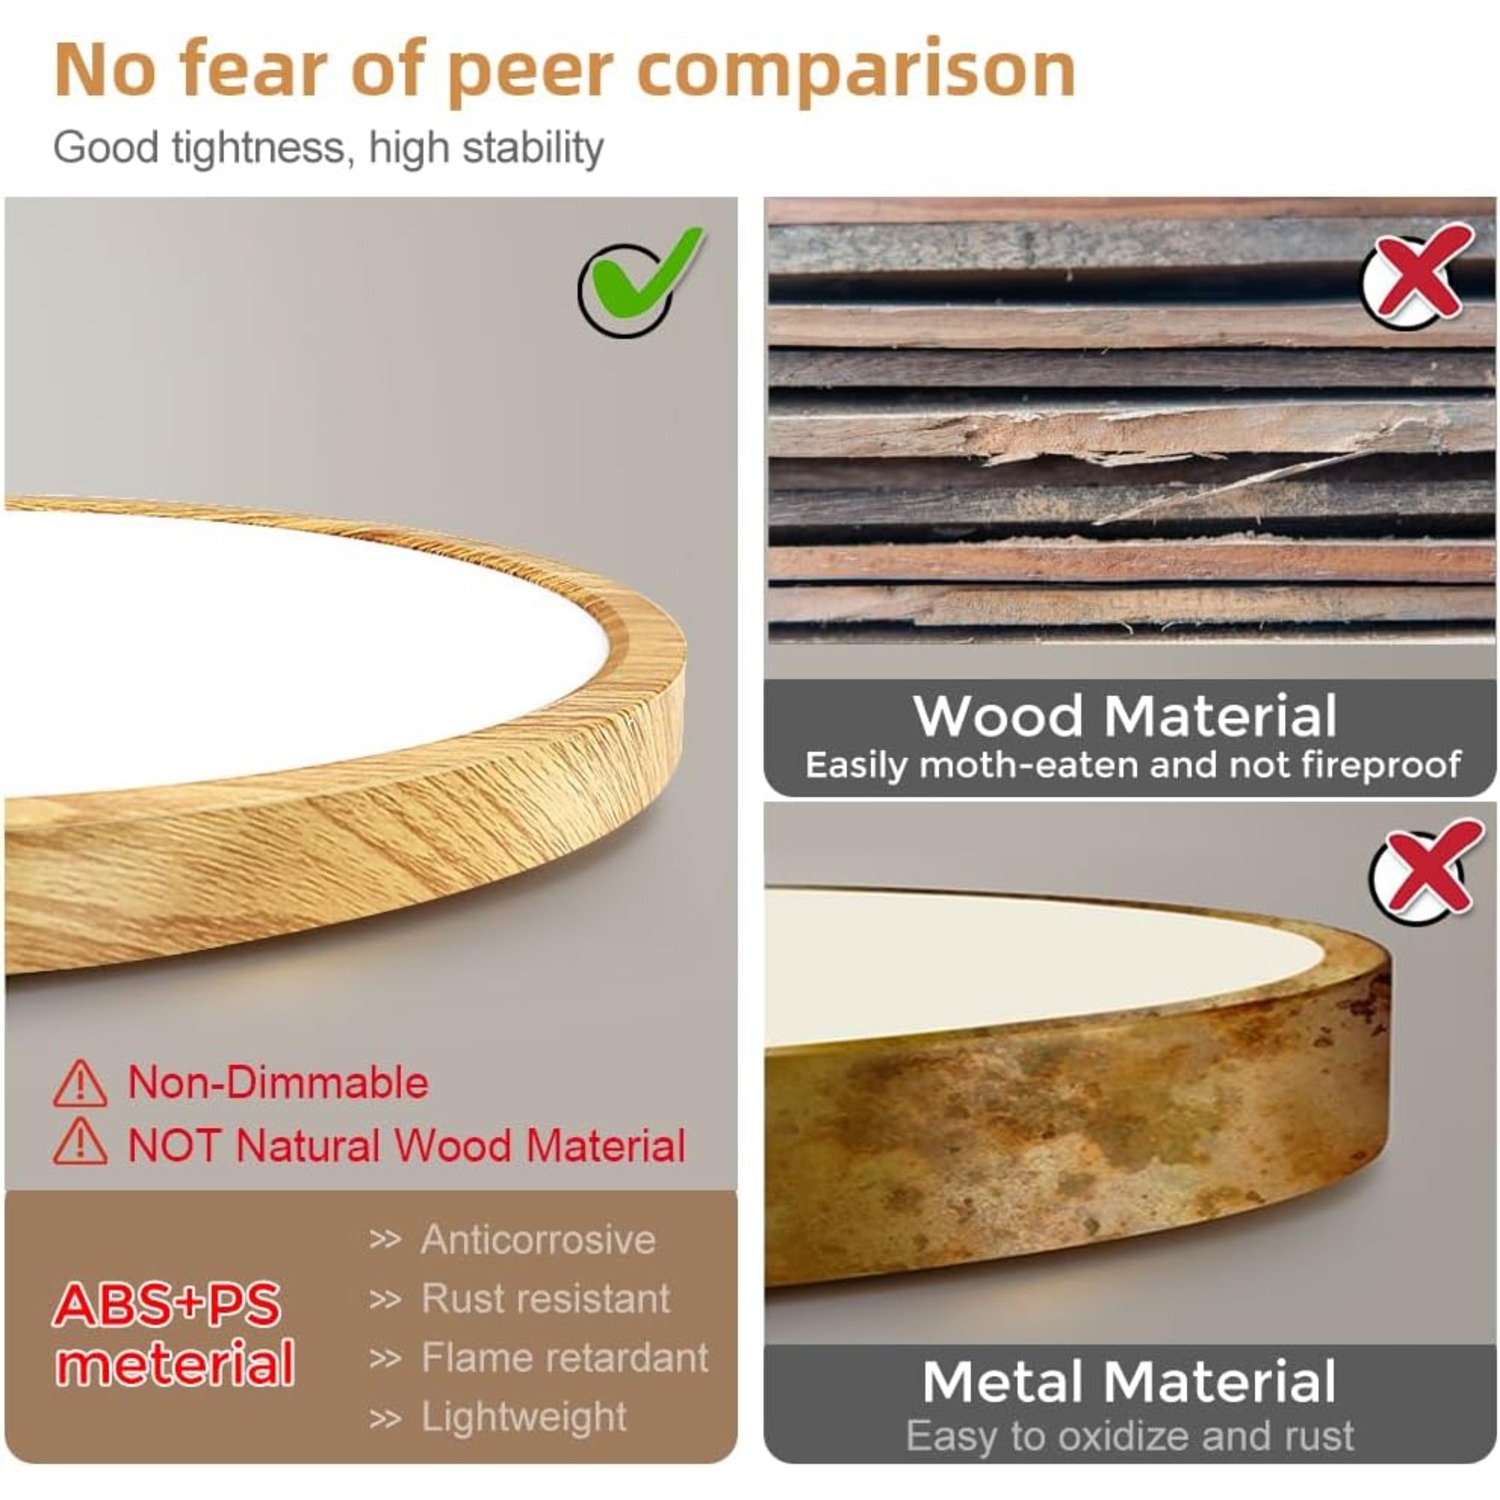 No fear of peer comparison
Good tightness, high stability
Non-Dimmable
NOT Natural Wood Material
ABS+PS
meterial
>> Anticorrosive
>> Rust resistant
>> Flame retardant
>> Lightweight
Wood Material
Easily moth-eaten and not fireproof
Metal Material
Easy to oxidize and rust